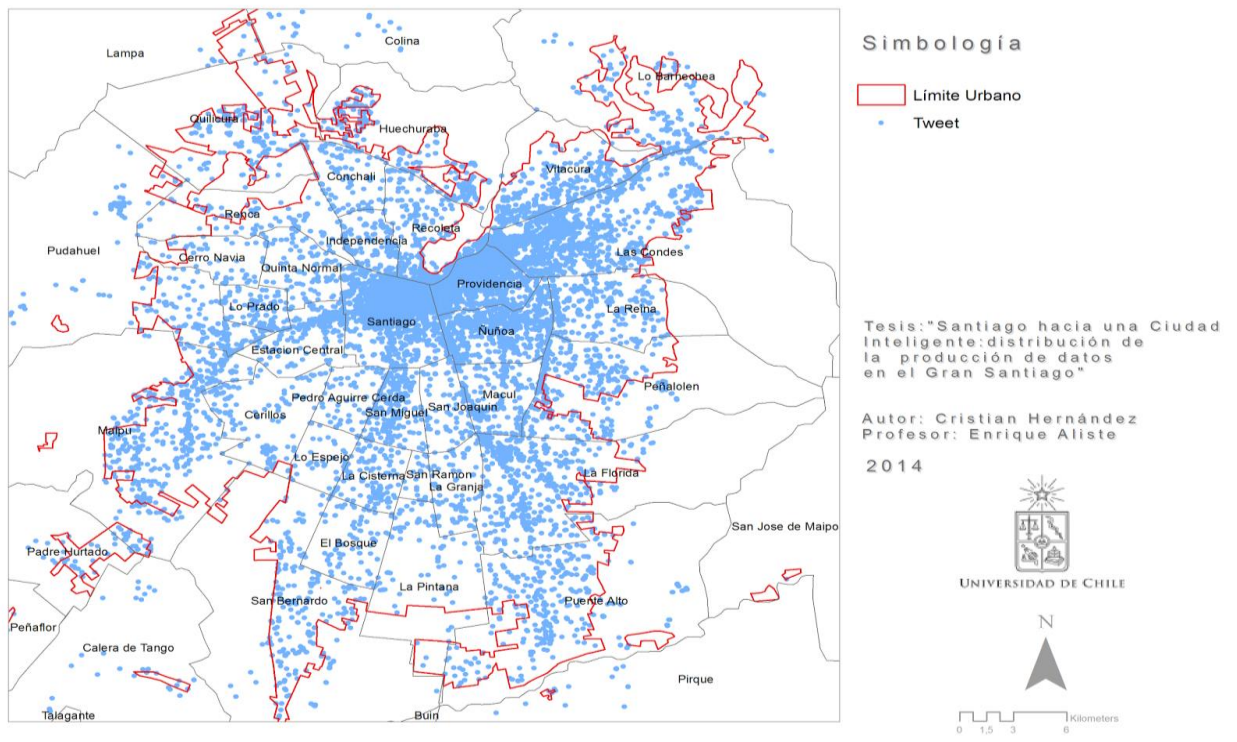 Lampa
Colina
Lo Barnechea
Quilicura
Huechuraba
Conchali
Vitacura
Renca
Recoleta
Independencia
Pudahuel
Cerro Navia
Quinta Normal
Las Condes
Providencia
Lo Prado
La Reina
Santiago
Ñuñoa
Estacion Central
Peñalolen
Pedro Aguirre Cerda
Macul
San Miguel
San Joaquin
Cerillos
Maipu
Lo Espejo
La Cisterna
San Ramon
La Granja
La Florida
San Jose de Maipo
El Bosque
Padre Hurtado
La Pintana
San Bernardo
Puente Alto
Peñaflor
Calera de Tango
Pirque
Talagante
Buin
Simbología
Límite Urbano
Tweet
Tesis:"Santiago hacia una Ciudad
Inteligente:distribución de
la producción de datos
en el Gran Santiago"
Autor: Cristian Hernández
Profesor: Enrique Aliste
2014
UNIVERSIDAD DE CHILE
N
Kilometers
0 1,5 3 6